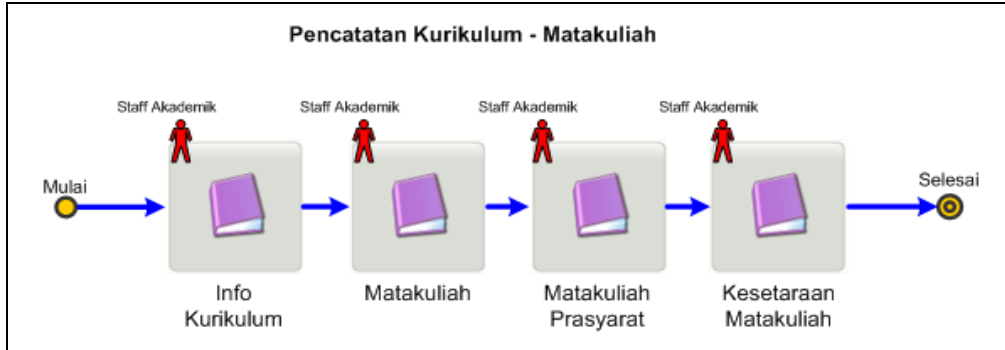 Pencatatan Kurikulum - Matakuliah
Staff Akademik
Staff Akademik
Staff Akademik
Staff Akademik
Mulai
Selesai
Info
Kurikulum
Matakuliah
Matakuliah
Prasyarat
Kesetaraan
Matakuliah